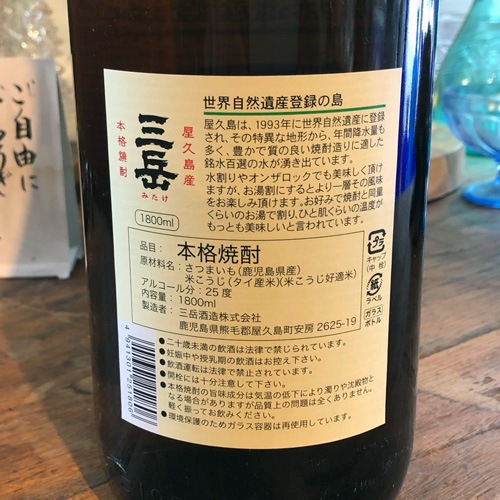 世界自然遺産登録の島
屋久島は、1993年に世界自然遺産に登録
され、その特異な地形から、年間降水量も
多く、豊かで質の良い焼酎造りに適した
銘水百選の水が湧き出ています。
水割りやオンザロックでも美味しく頂け
ますが、お湯割にするとより一層その風味
をお楽しみ頂けます。お好みで焼酎と同量
くらいのお湯で割り、ひと肌くらいの温度が
もっとも美味しいと言われています。
屋久島産
三岳
みたけ
本格焼酎
1800ml
品目：本格焼酎
原材料名：さつまいも(鹿児島県産)
米こうじ(タイ産米)(米こうじ好適米)
アルコール分：25度
内容量：1800ml
製造者：三岳酒造株式会社
鹿児島県熊毛郡屋久島町安房 2625-19
プラ
キャップ
(中 栓)
紙
ラベル
ガラス
ボトル
●二十歳未満の飲酒は法律で禁じられています。
●妊娠中や授乳期の飲酒はお控え下さい。
●飲酒運転は法律で禁止されています。
●開栓には十分注意して下さい。
●本格焼酎の旨味成分は気温の低下により濁りや沈殿物と
なる場合がありますが品質上の問題は全くありません。
軽く振ってお飲みください。
●環境保護のためガラス容器は再使用しています。
4 941301 251806
ご自由に